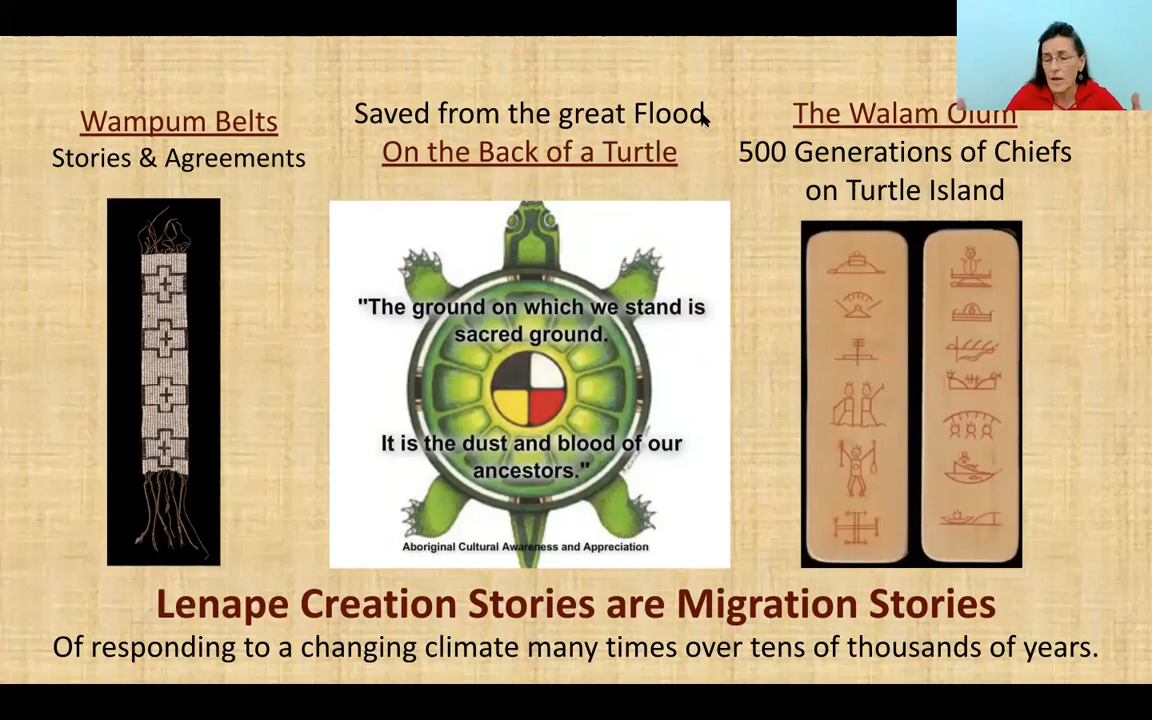 Wampum Belts
Stories & Agreements
Saved from the great Flood
On the Back of a Turtle
The Walam Olum
500 Generations of Chiefs
on Turtle Island
"The ground on which we stand is
sacred ground.
It is the dust and blood of our
ancestors."
Aboriginal Cultural Awareness and Appreciation
Lenape Creation Stories are Migration Stories
Of responding to a changing climate many times over tens of thousands of years.